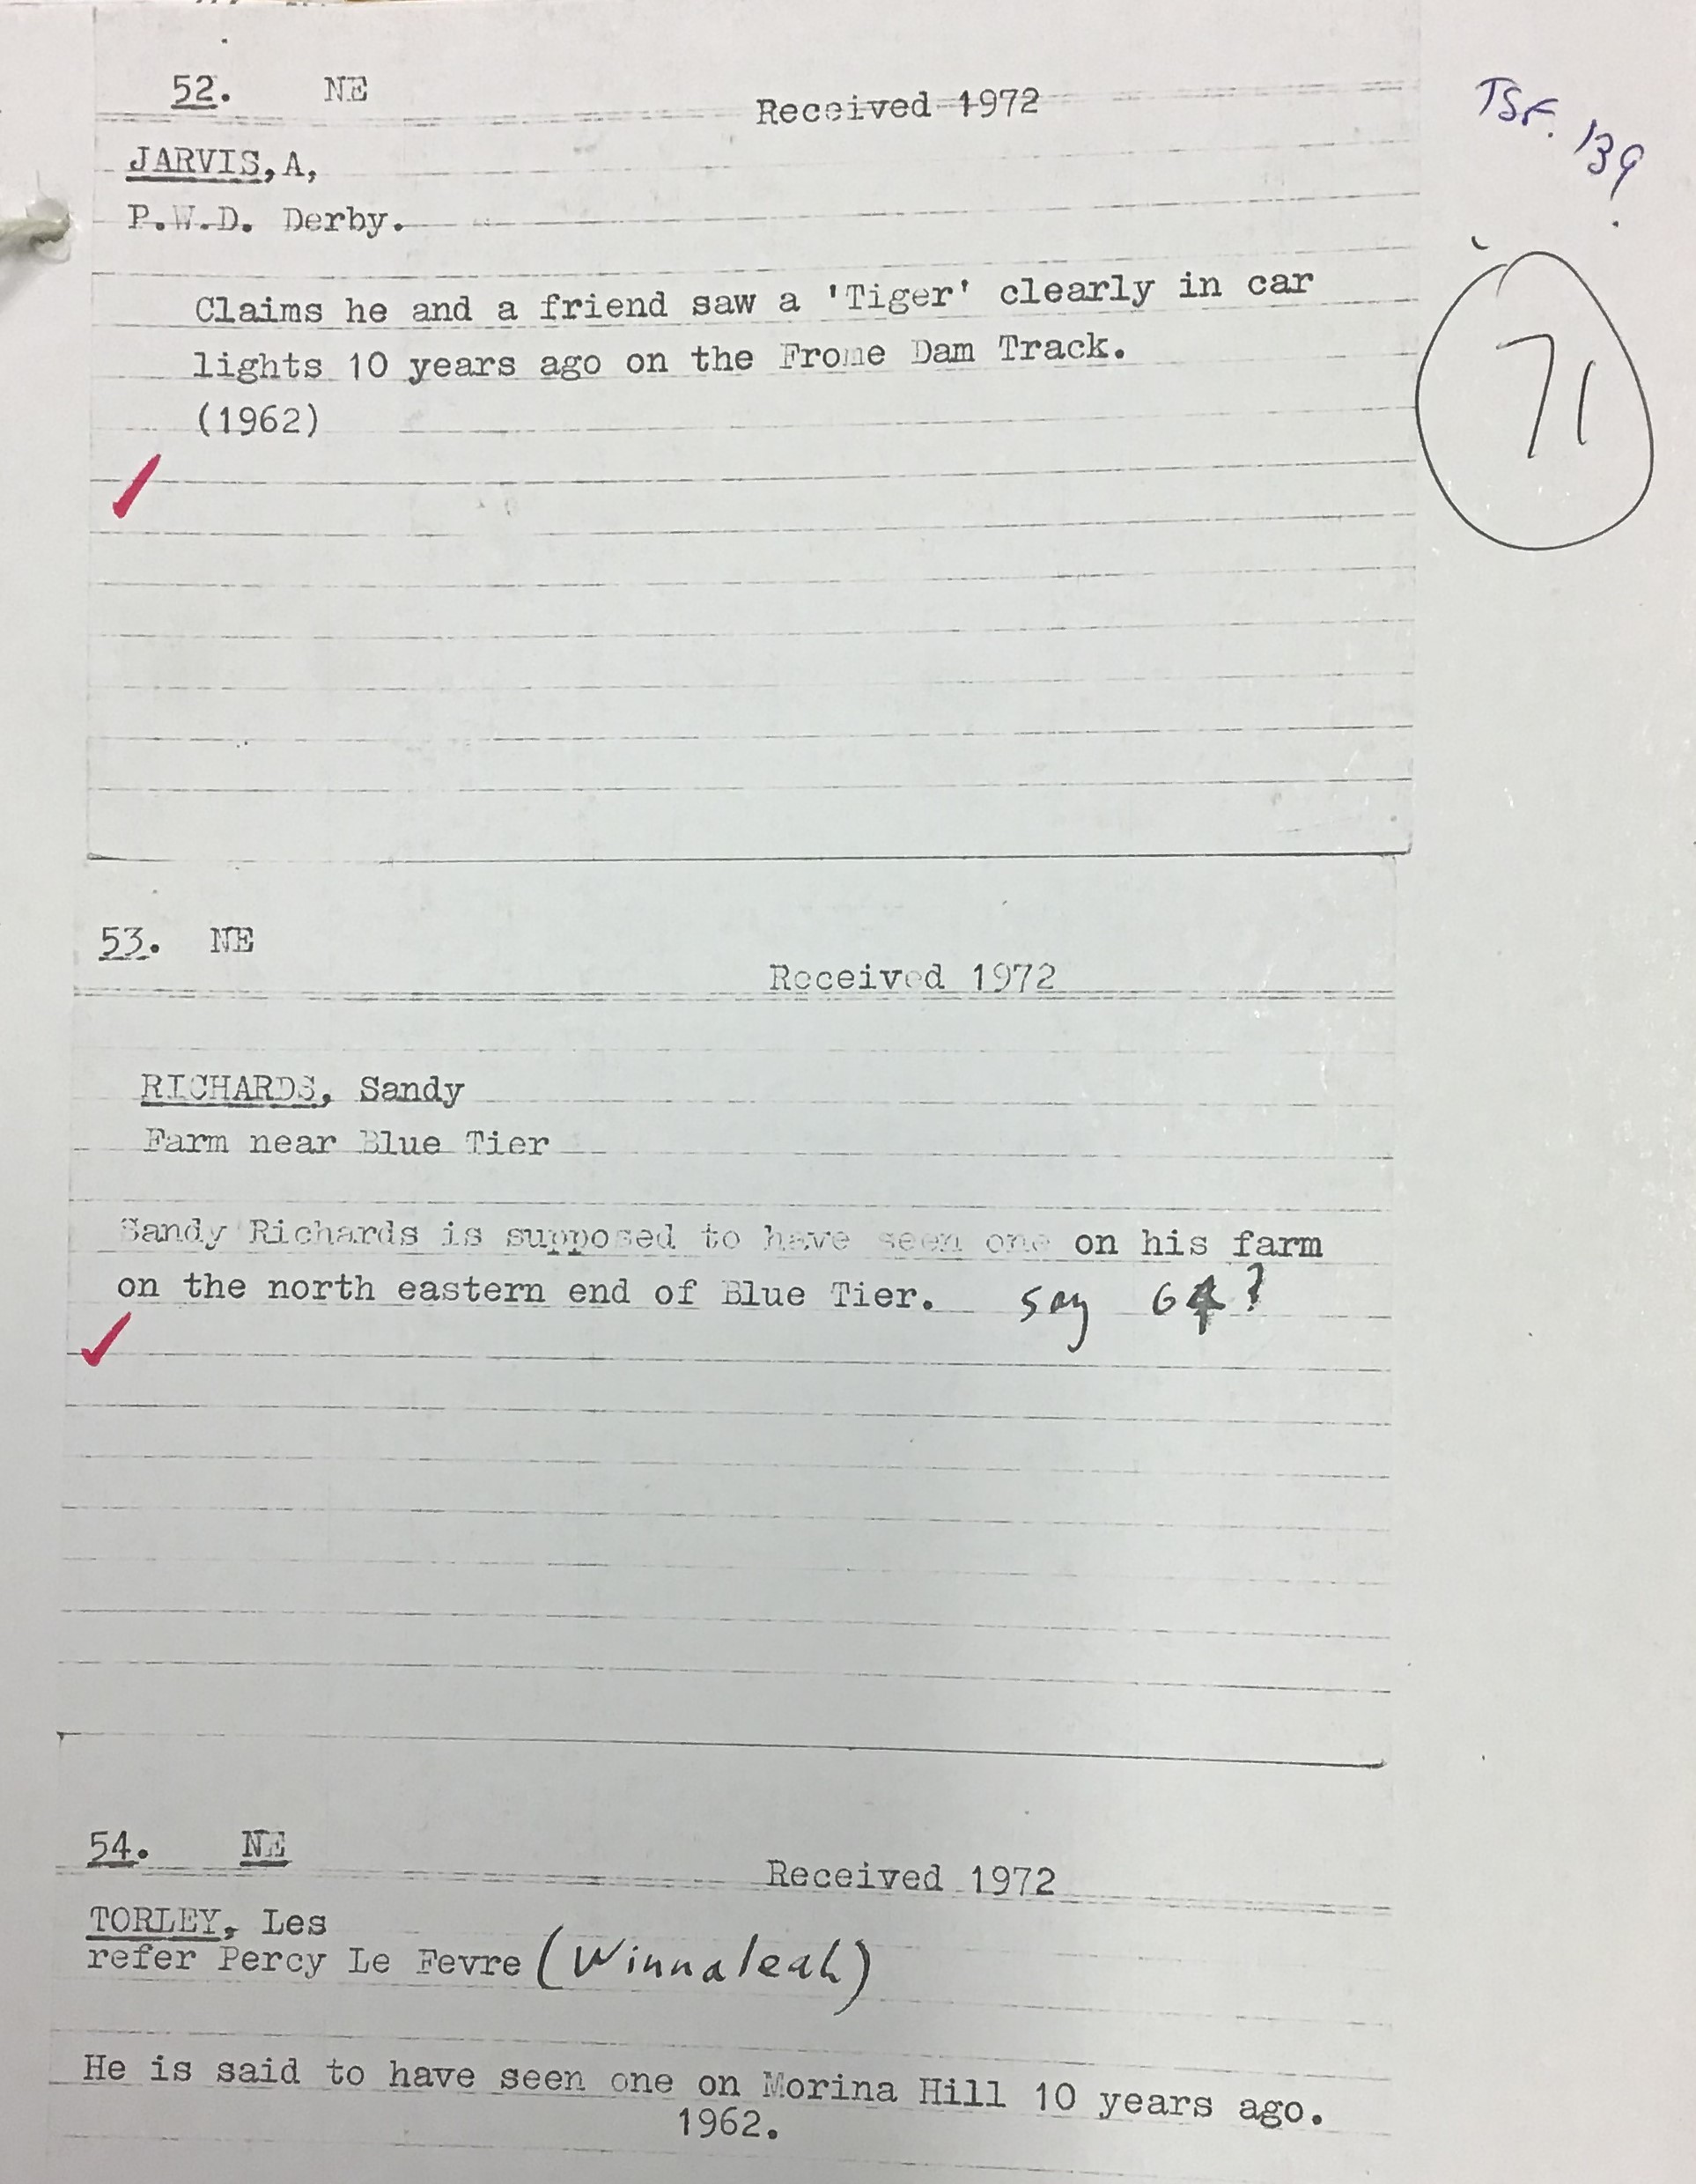 52. NE
Received 1972
TSF. 139
JARVIS, A,
P.W.D. Derby.
Claims he and a friend saw a 'Tiger' clearly in car
lights 10 years ago on the Frome Dam Track.
(1962)
71
53. NE
Received 1972
RICHARDS, Sandy
Farm near Blue Tier
Sandy Richards is supposed to have seen one on his farm
on the north eastern end of Blue Tier. say 64?
54. NE
Received 1972
TORLEY, Les
refer Percy Le Fevre (Winnaleah)
He is said to have seen one on Morina Hill 10 years ago.
1962.